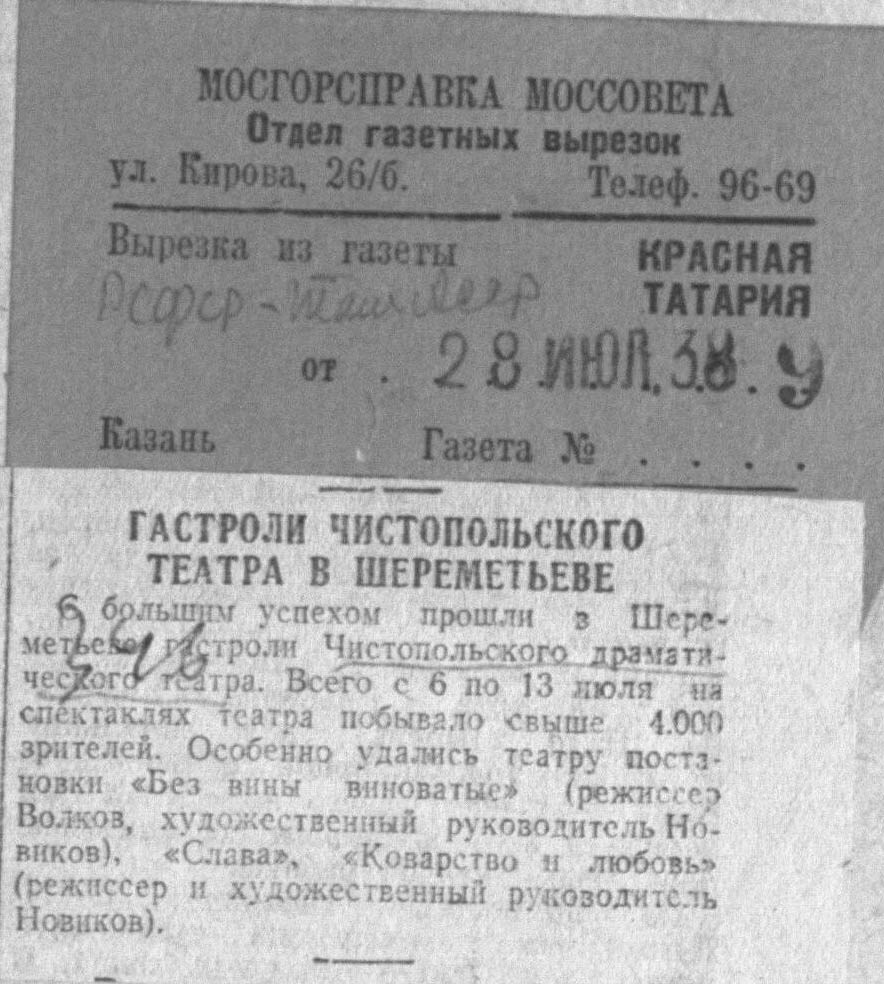 МОСГОРСПРАВКА МОССОВЕТА
Отдел газетных вырезок
ул. Кирова, 26/б. Телеф. 96-69
Вырезка из газеты КРАСНАЯ
ТАТАРИЯ
РСФСР -
от . 28 ИЮЛ. 38. 9
Казань Газета № . . . .
ГАСТРОЛИ ЧИСТОПОЛЬСКОГО
ТЕАТРА В ШЕРЕМЕТЬЕВЕ
С большим успехом прошли в Шере-
метьеве гастроли Чистопольского драмати-
ческого театра. Всего с 6 по 13 июля на
спектаклях театра побывало свыше 4.000
зрителей. Особенно удались театру поста-
новки «Без вины виноватые» (режиссер
Волков, художественный руководитель Но-
виков), «Слава», «Коварство и любовь»
(режиссер и художественный руководитель
Новиков).